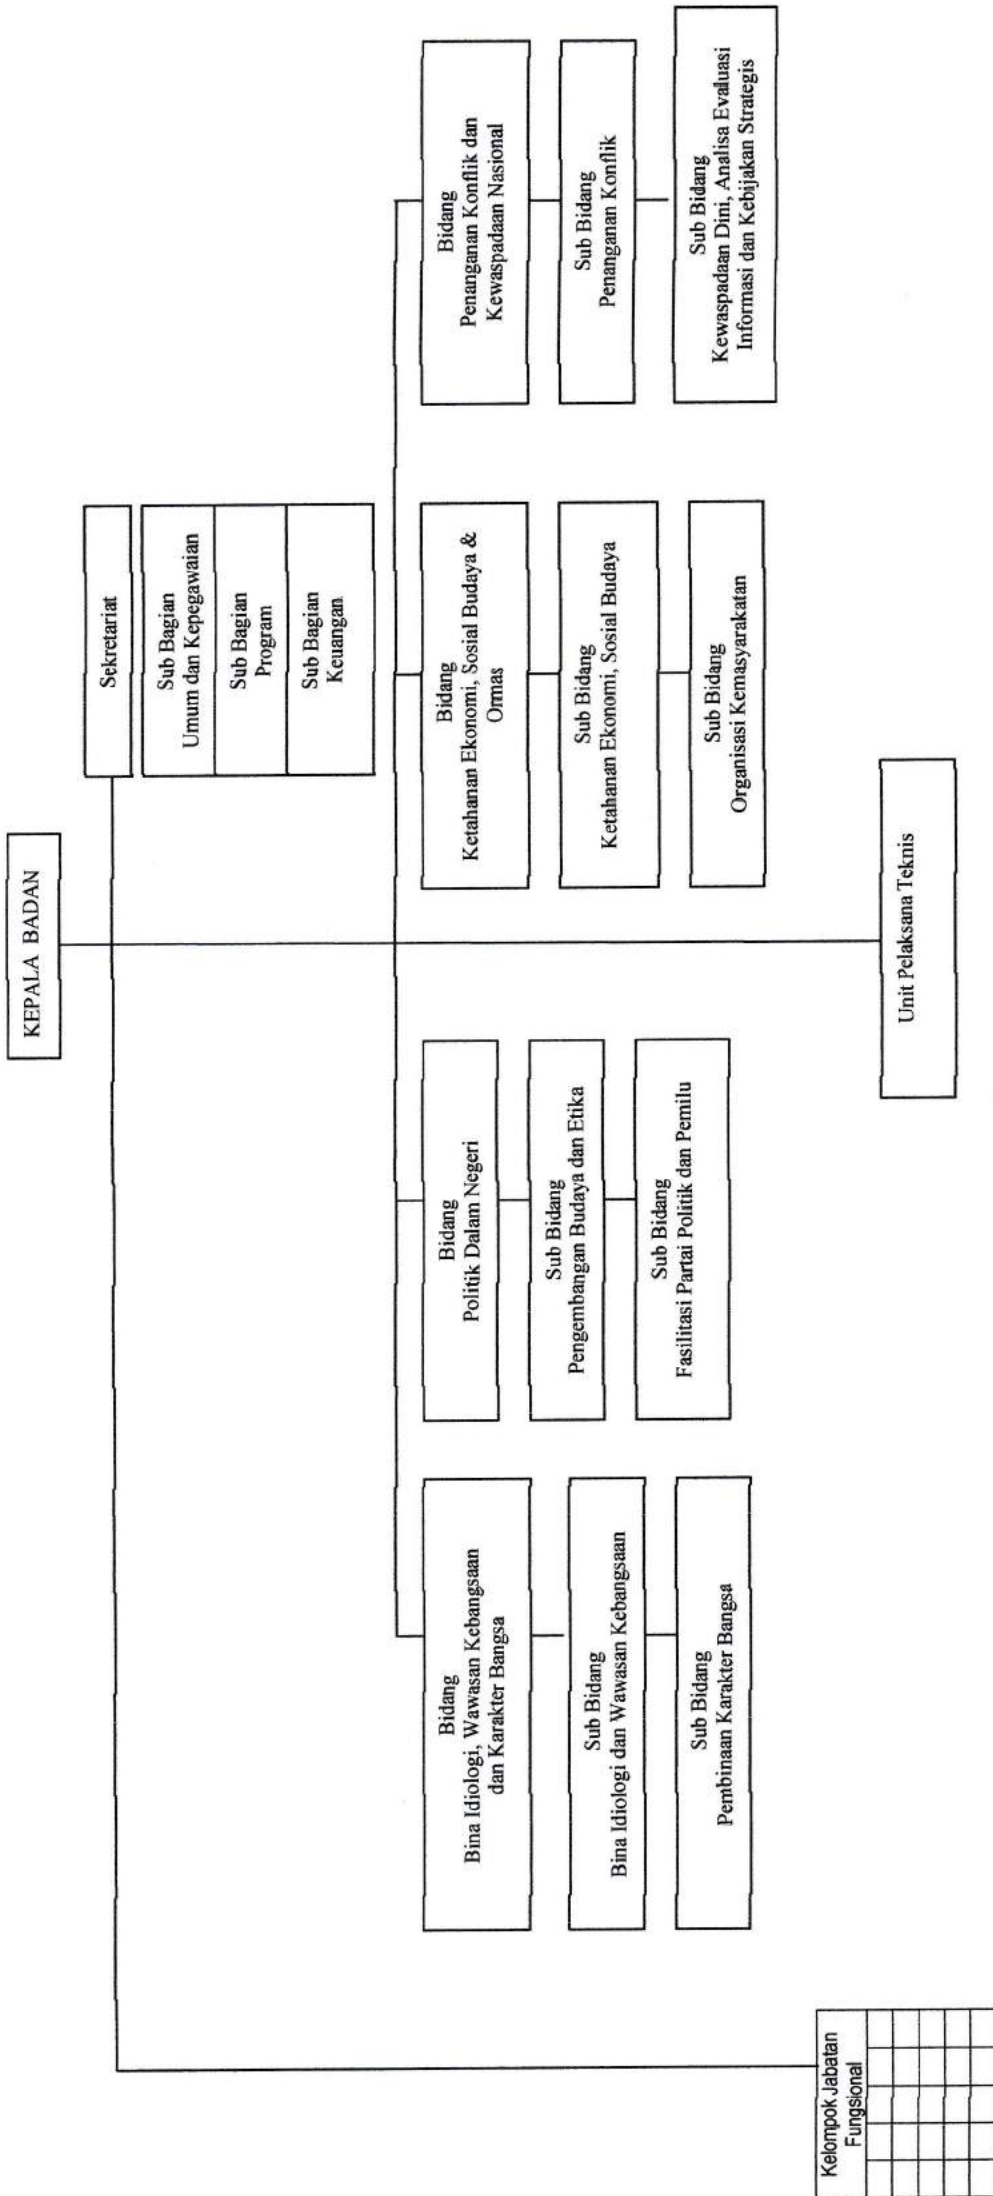 KEPALA BADAN
Sekretariat
Sub Bagian
Umum dan Kepegawaian
Sub Bagian
Program
Sub Bagian
Keuangan
Bidang
Bina Idiologi, Wawasan Kebangsaan
dan Karakter Bangsa
Sub Bidang
Bina Idiologi dan Wawasan Kebangsaan
Sub Bidang
Pembinaan Karakter Bangsa
Bidang
Politik Dalam Negeri
Sub Bidang
Pengembangan Budaya dan Etika
Sub Bidang
Fasilitasi Partai Politik dan Pemilu
Bidang
Ketahanan Ekonomi, Sosial Budaya &
Ormas
Sub Bidang
Ketahanan Ekonomi, Sosial Budaya
Sub Bidang
Organisasi Kemasyarakatan
Bidang
Penanganan Konflik dan
Kewaspadaan Nasional
Sub Bidang
Penanganan Konflik
Sub Bidang
Kewaspadaan Dini, Analisa Evaluasi
Informasi dan Kebijakan Strategis
Kelompok Jabatan
Fungsional
Unit Pelaksana Teknis